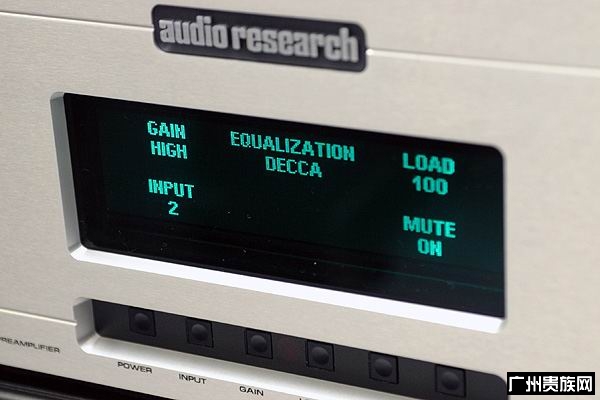 audio research
GAIN
HIGH
EQUALIZATION
DECCA
LOAD
100
INPUT
2
MUTE
ON
PREAMPLIFIER
POWER
INPUT
GAIN
广州贵族网